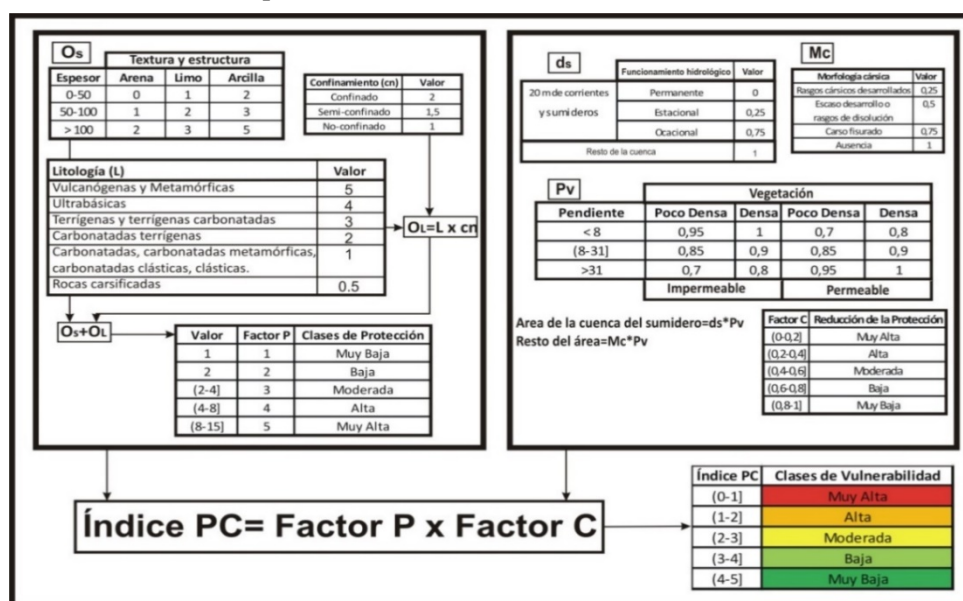 Os
Textura y estructura
Espesor Arena Limo Arcilla
0-50 0 1 2
50-100 1 2 3
> 100 2 3 5
Confinamiento (cn) Valor
Confinado 2
Semi-confinado 1,5
No-confinado 1
Litología (L) Valor
Vulcanógenas y Metamórficas 5
Ultrabásicas 4
Terrígenas y terrígenas carbonatadas 3
Carbonatadas terrígenas 2
Carbonatadas, carbonatadas metamórficas, 1
carbonatadas clásticas, clásticas.
Rocas carsificadas 0.5
OL=L x cn
Os+OL
Valor Factor P Clases de Protección
1 1 Muy Baja
2 2 Baja
(2-4] 3 Moderada
(4-8] 4 Alta
(8-15] 5 Muy Alta
ds
Funcionamiento hidrológico Valor
20 m de corrientes Permanente 0
y sumideros Estacional 0,25
Ocacional 0,75
Resto de la cuenca 1
Mc
Morfología cársica Valor
Rasgos cársicos desarrollados 0,25
Escaso desarrollo o 0,5
rasgos de disolución
Carso fisurado 0,75
Ausencia 1
Pv
Vegetación
Pendiente Poco Densa Densa Poco Densa Densa
< 8 0,95 1 0,7 0,8
(8-31] 0,85 0,9 0,85 0,9
>31 0,7 0,8 0,95 1
Impermeable Permeable
Area de la cuenca del sumidero=ds*Pv
Resto del área=Mc*Pv
Factor C Reducción de la Protección
(0-0,2] Muy Alta
(0,2-0,4] Alta
(0,4-0,6] Moderada
(0,6-0,8] Baja
(0,8-1] Muy Baja
Índice PC= Factor P x Factor C
Índice PC Clases de Vulnerabilidad
(0-1] Muy Alta
(1-2] Alta
(2-3] Moderada
(3-4] Baja
(4-5] Muy Baja